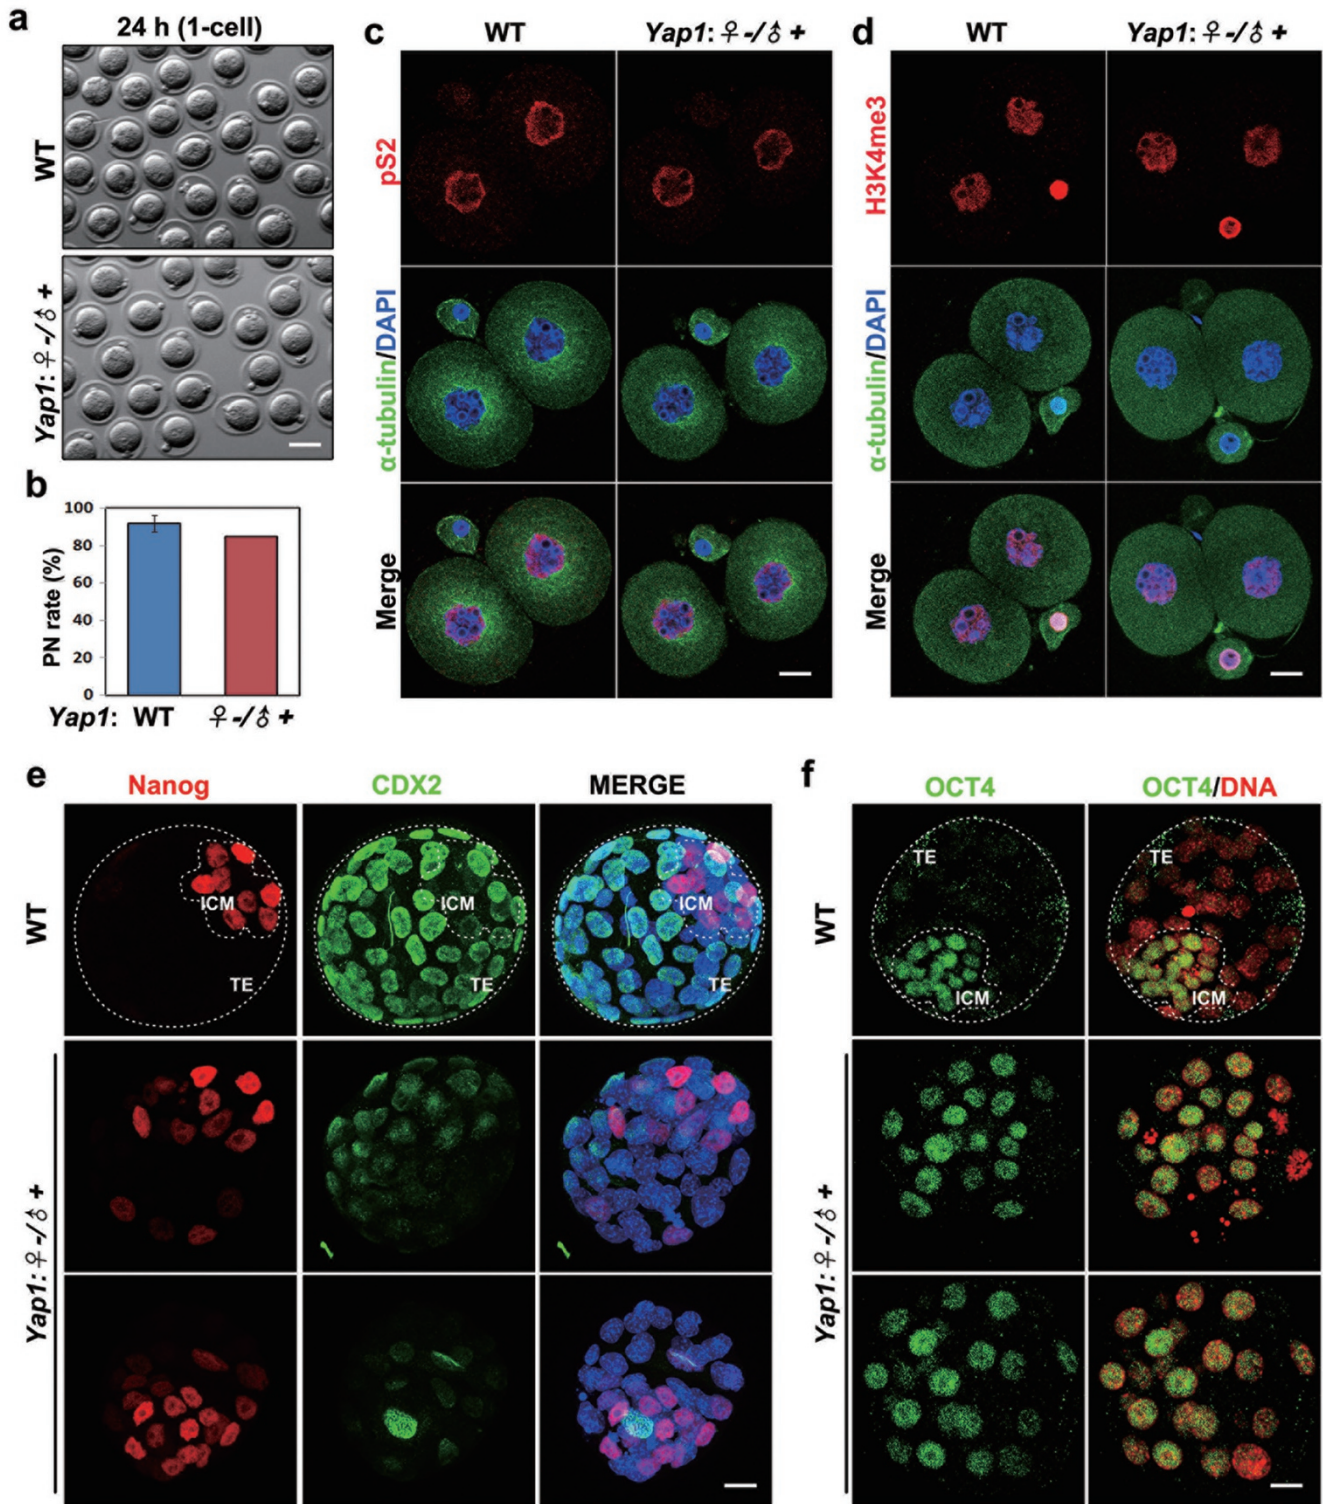 a
24 h (1-cell)
WT
Yap1: ♀ -/♂ +
b
PN rate (%)
100
80
60
40
20
0
Yap1: WT ♀ -/♂ +
c
WT Yap1: ♀ -/♂ +
pS2
α-tubulin/DAPI
Merge
d
WT Yap1: ♀ -/♂ +
H3K4me3
α-tubulin/DAPI
Merge
e
Nanog CDX2 MERGE
WT
ICM ICM ICM
TE TE TE
Yap1: ♀ -/♂ +
f
OCT4 OCT4/DNA
WT
TE TE
ICM ICM
Yap1: ♀ -/♂ +